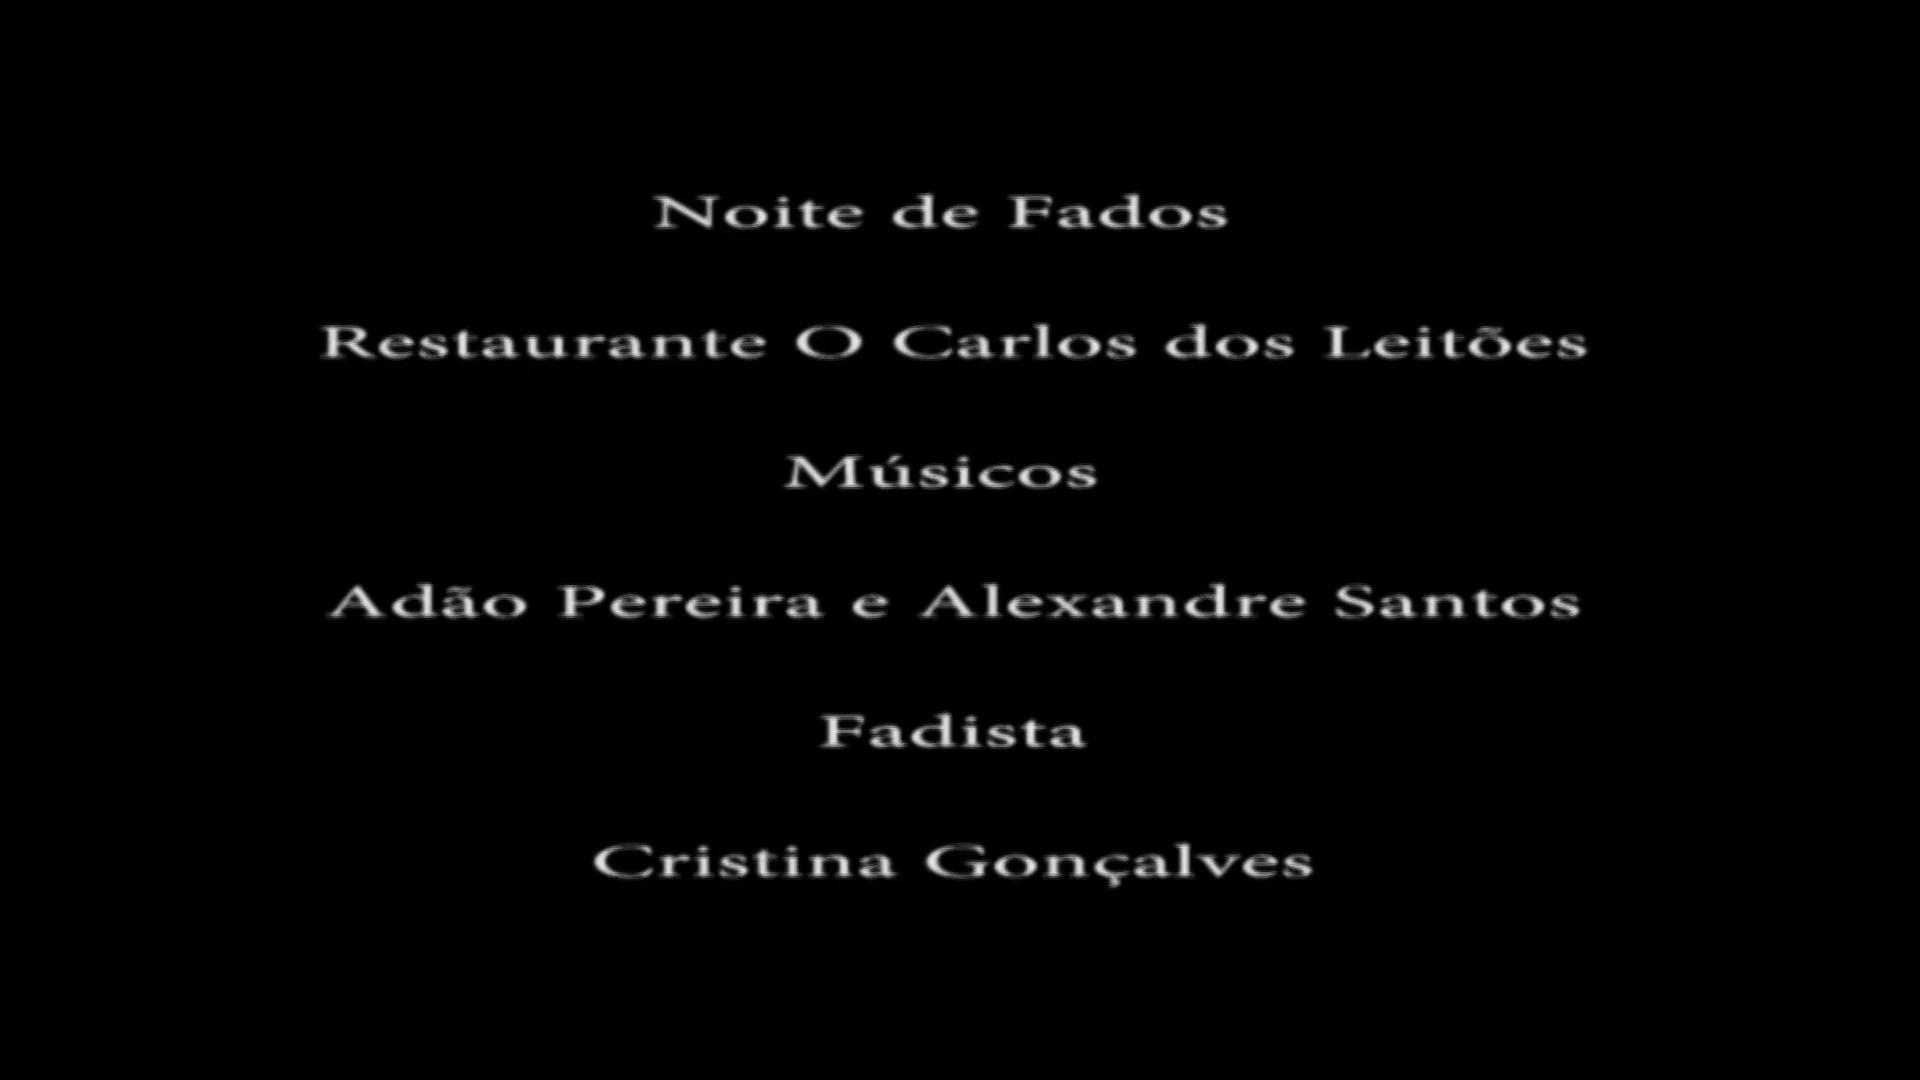 Noite de Fados
Restaurante O Carlos dos Leitões
Músicos
Adão Pereira e Alexandre Santos
Fadista
Cristina Gonçalves